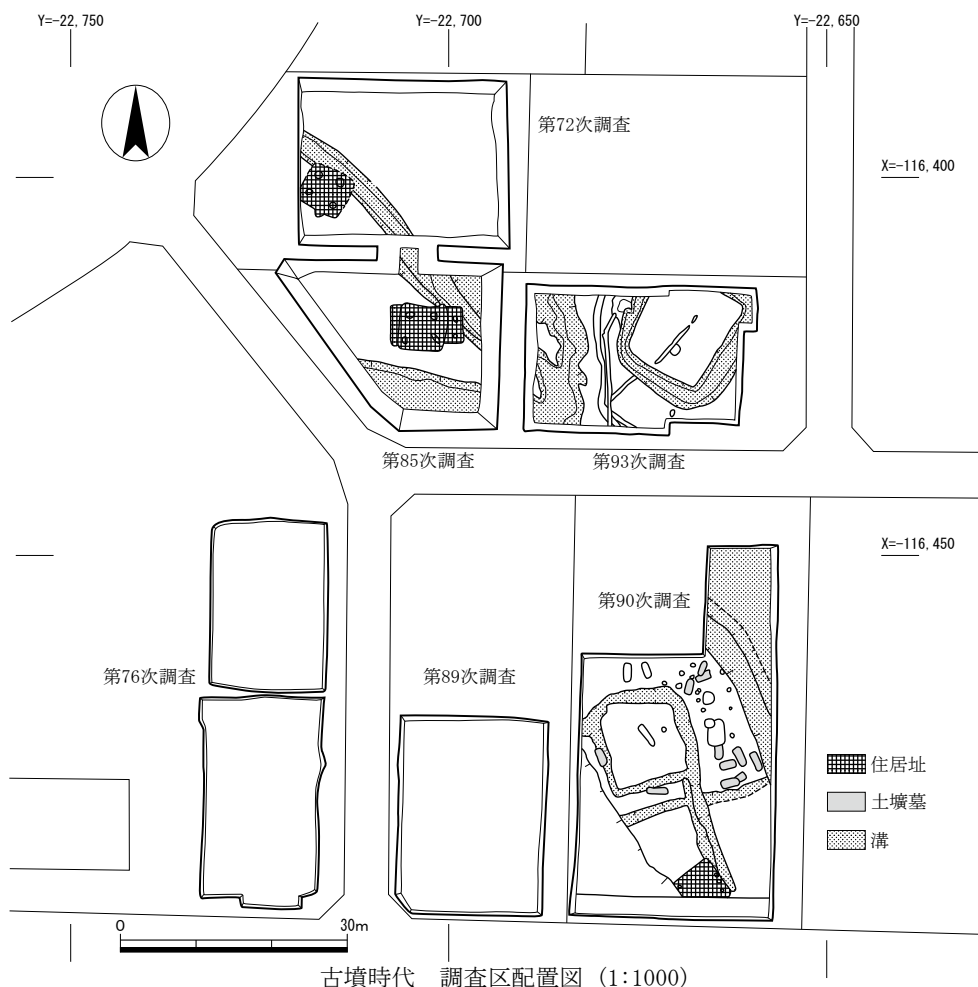 Y=-22,750
Y=-22,700
Y=-22,650
第72次調査
X=-116,400
第85次調査
第93次調査
X=-116,450
第90次調査
第76次調査
第89次調査
住居址
土壙墓
溝
0
30m
古墳時代　調査区配置図（1:1000）